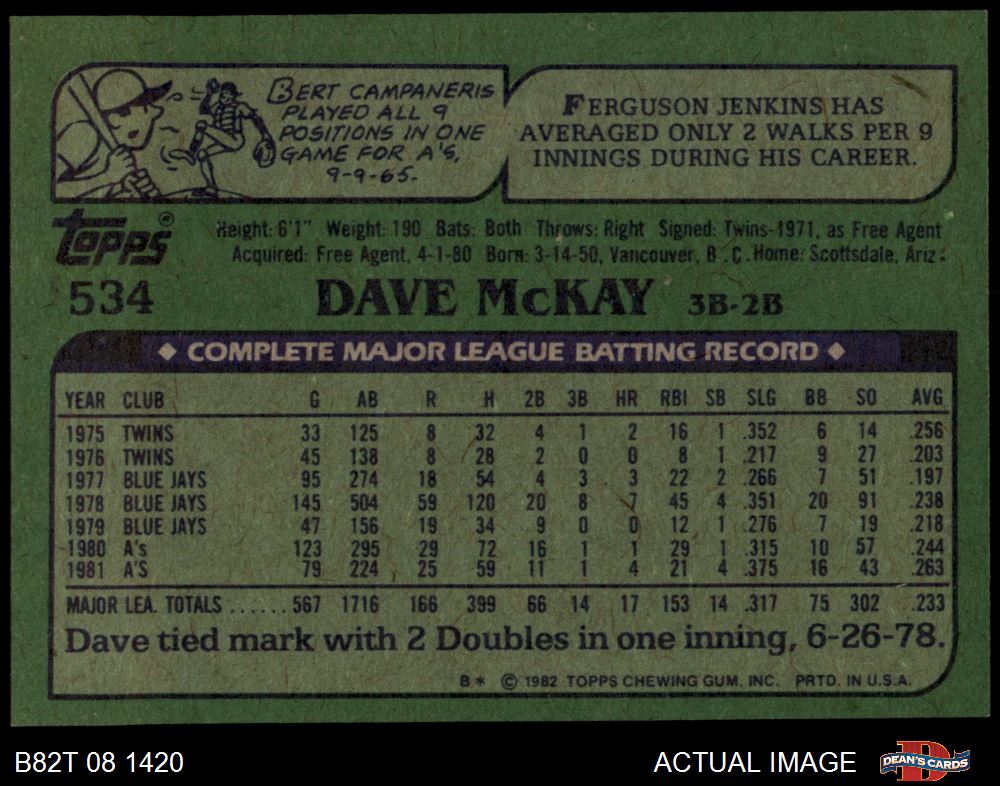 BERT CAMPANERIS
PLAYED ALL 9
POSITIONS IN ONE
GAME FOR A'S,
9-9-65.
FERGUSON JENKINS HAS
AVERAGED ONLY 2 WALKS PER 9
INNINGS DURING HIS CAREER.
Topps®
Height: 6'1" Weight: 190 Bats: Both Throws: Right Signed: Twins-1971, as Free Agent
Acquired: Free Agent, 4-1-80 Born: 3-14-50, Vancouver, B.C. Home: Scottsdale, Ariz.
534 DAVE McKAY 3B-2B
◆ COMPLETE MAJOR LEAGUE BATTING RECORD ◆
YEAR CLUB G AB R H 2B 3B HR RBI SB SLG BB SO AVG
1975 TWINS 33 125 8 32 4 1 2 16 1 .352 6 14 .256
1976 TWINS 45 138 8 28 2 0 0 8 1 .217 9 27 .203
1977 BLUE JAYS 95 274 18 54 4 3 3 22 2 .266 7 51 .197
1978 BLUE JAYS 145 504 59 120 20 8 7 45 4 .351 20 91 .238
1979 BLUE JAYS 47 156 19 34 9 0 0 12 1 .276 7 19 .218
1980 A's 123 295 29 72 16 1 1 29 1 .315 10 57 .244
1981 A'S 79 224 25 59 11 1 4 21 4 .375 16 43 .263
MAJOR LEA. TOTALS ...... 567 1716 166 399 66 14 17 153 14 .317 75 302 .233
Dave tied mark with 2 Doubles in one inning, 6-26-78.
B* © 1982 TOPPS CHEWING GUM, INC. PRTD. IN U.S.A.
B82T 08 1420
ACTUAL IMAGE
D
DEAN'S CARDS